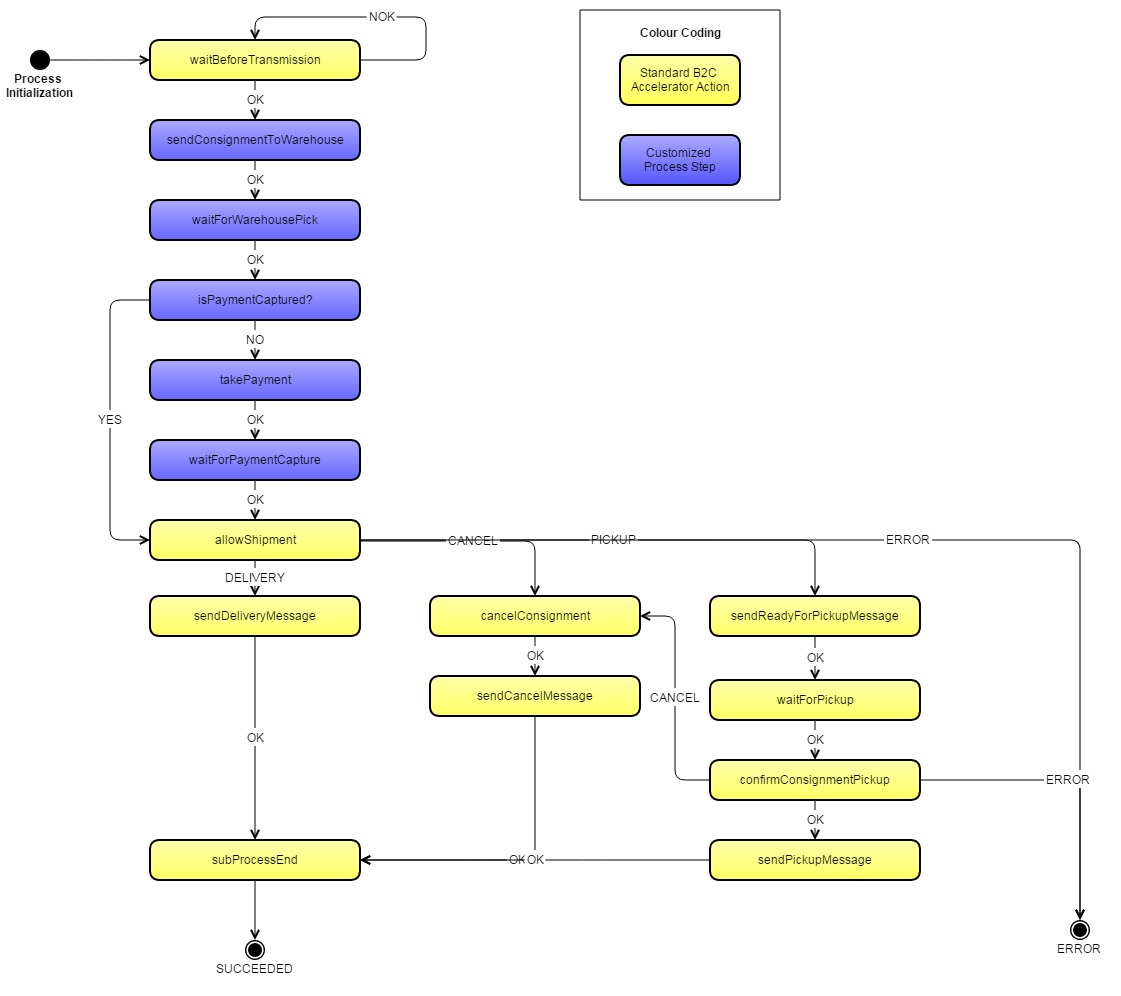 NOK
Colour Coding
waitBeforeTransmission
Process
Initialization
Standard B2C
Accelerator Action
OK
sendConsignmentToWarehouse
Customized
Process Step
OK
waitForWarehousePick
OK
isPaymentCaptured?
NO
takePayment
YES
OK
waitForPaymentCapture
OK
allowShipment
CANCEL
PICKUP
ERROR
DELIVERY
sendDeliveryMessage
cancelConsignment
sendReadyForPickupMessage
OK
OK
sendCancelMessage
CANCEL
waitForPickup
OK
OK
confirmConsignmentPickup
ERROR
OK
subProcessEnd
OK
OK
sendPickupMessage
SUCCEEDED
ERROR